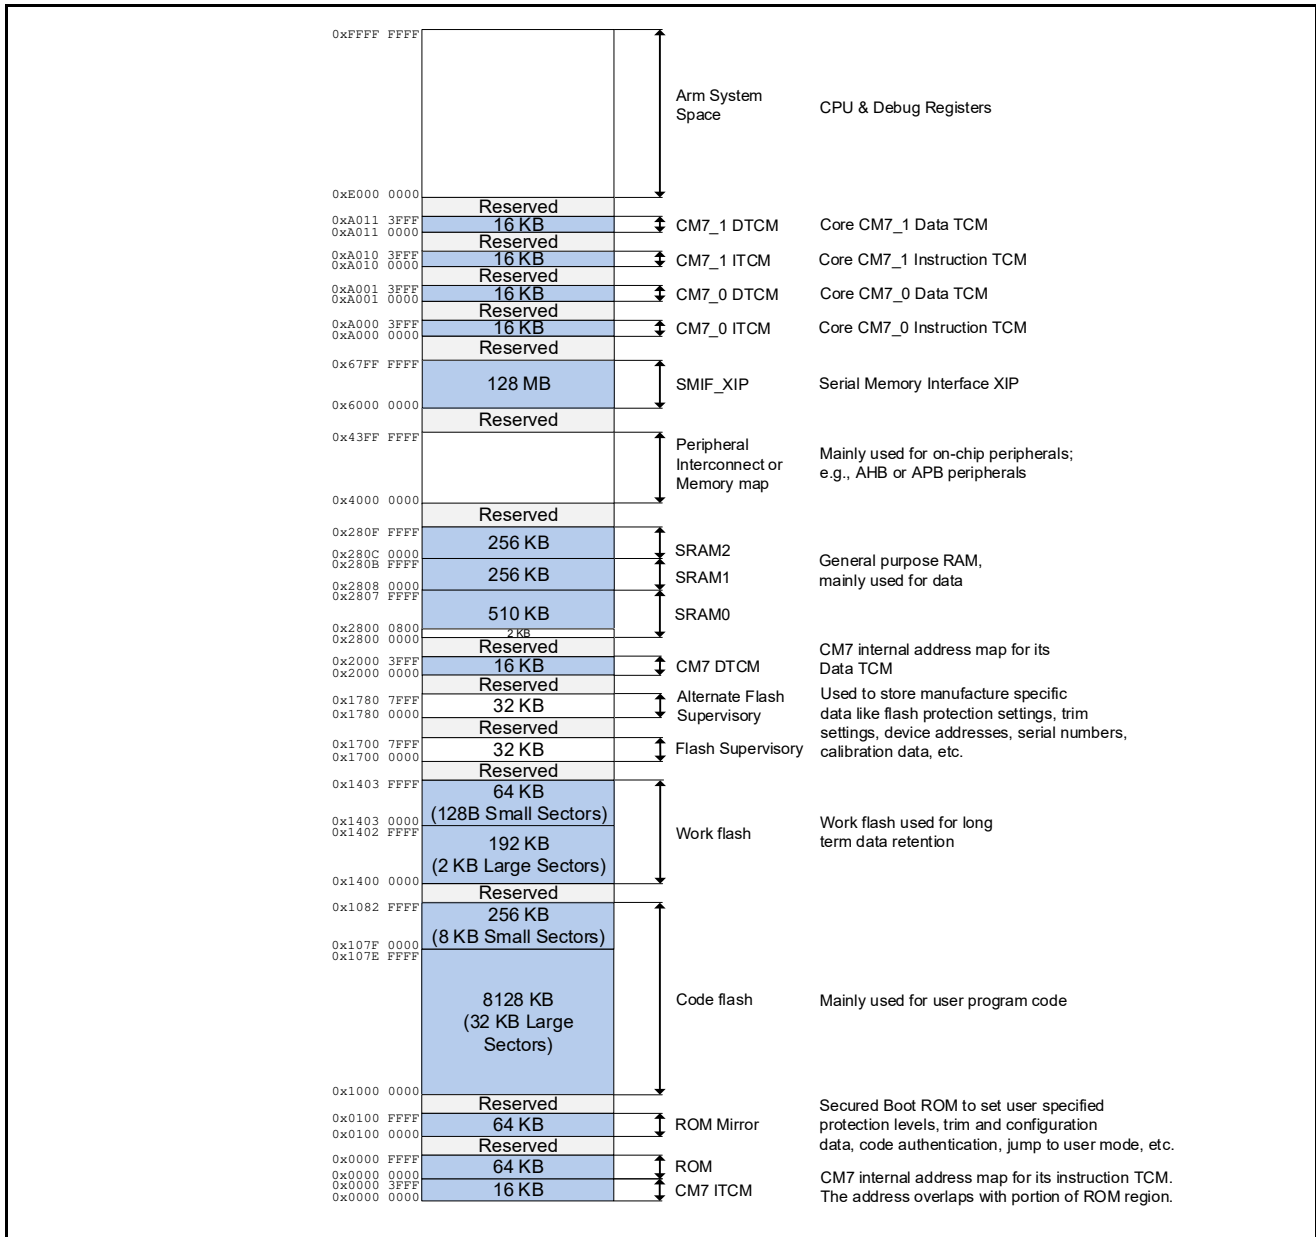 0xFFFF FFFF
Arm System
Space
CPU & Debug Registers
0xE000 0000
Reserved
0xA011 3FFF
0xA011 0000
16 KB
CM7_1 DTCM
Core CM7_1 Data TCM
Reserved
0xA010 3FFF
0xA010 0000
16 KB
CM7_1 ITCM
Core CM7_1 Instruction TCM
Reserved
0xA001 3FFF
0xA001 0000
16 KB
CM7_0 DTCM
Core CM7_0 Data TCM
Reserved
0xA000 3FFF
0xA000 0000
16 KB
CM7_0 ITCM
Core CM7_0 Instruction TCM
Reserved
0x67FF FFFF
128 MB
SMIF_XIP
Serial Memory Interface XIP
0x6000 0000
Reserved
0x43FF FFFF
Peripheral
Interconnect or
Memory map
Mainly used for on-chip peripherals;
e.g., AHB or APB peripherals
0x4000 0000
Reserved
0x280F FFFF
256 KB
SRAM2
0x280C 0000
0x280B FFFF
256 KB
SRAM1
General purpose RAM,
mainly used for data
0x2808 0000
0x2807 FFFF
510 KB
SRAM0
0x2800 0800
2 KB
0x2800 0000
Reserved
0x2000 3FFF
0x2000 0000
16 KB
CM7 DTCM
CM7 internal address map for its
Data TCM
Reserved
0x1780 7FFF
0x1780 0000
32 KB
Alternate Flash
Supervisory
Used to store manufacture specific
data like flash protection settings, trim
settings, device addresses, serial numbers,
calibration data, etc.
Reserved
0x1700 7FFF
0x1700 0000
32 KB
Flash Supervisory
Reserved
0x1403 FFFF
64 KB
(128B Small Sectors)
0x1403 0000
0x1402 FFFF
192 KB
(2 KB Large Sectors)
Work flash
Work flash used for long
term data retention
0x1400 0000
Reserved
0x1082 FFFF
256 KB
(8 KB Small Sectors)
0x107F 0000
0x107E FFFF
8128 KB
(32 KB Large
Sectors)
Code flash
Mainly used for user program code
0x1000 0000
Reserved
0x0100 FFFF
0x0100 0000
64 KB
ROM Mirror
Secured Boot ROM to set user specified
protection levels, trim and configuration
data, code authentication, jump to user mode, etc.
Reserved
0x0000 FFFF
64 KB
ROM
0x0000 0000
0x0000 3FFF
0x0000 0000
16 KB
CM7 ITCM
CM7 internal address map for its instruction TCM.
The address overlaps with portion of ROM region.